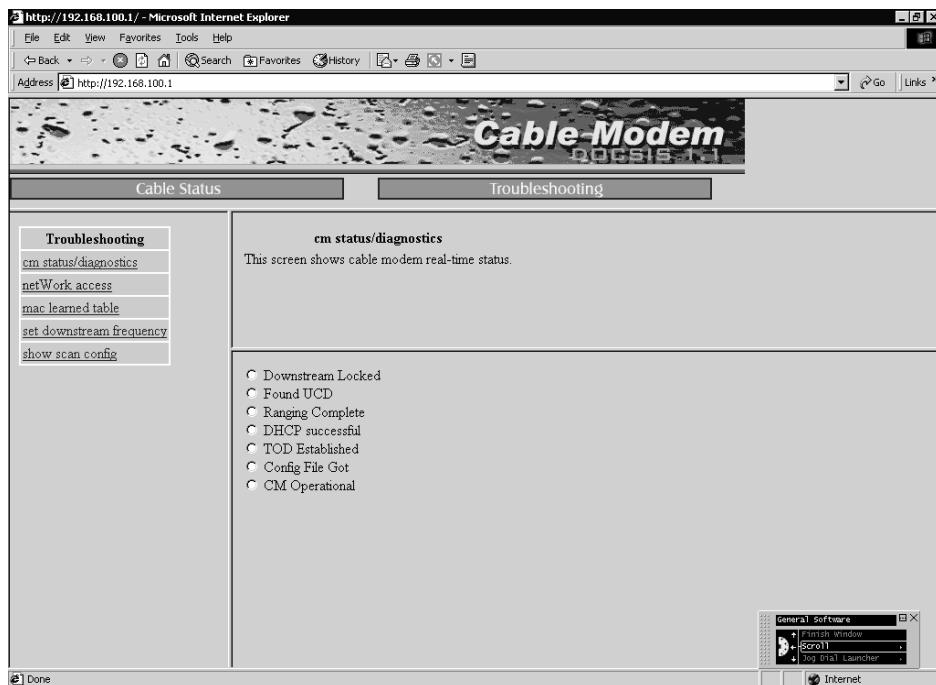 http://192.168.100.1/ - Microsoft Internet Explorer
File Edit View Favorites Tools Help
Back Search Favorites History
Address http://192.168.100.1 Go Links
Cable Modem
DOCSIS 1.1
Cable Status Troubleshooting
Troubleshooting
cm status/diagnostics
netWork access
mac learned table
set downstream frequency
show scan config
cm status/diagnostics
This screen shows cable modem real-time status.
Downstream Locked
Found UCD
Ranging Complete
DHCP successful
TOD Established
Config File Got
CM Operational
General Software
Finish Window
Scroll
Jog Dial Launcher
Done Internet